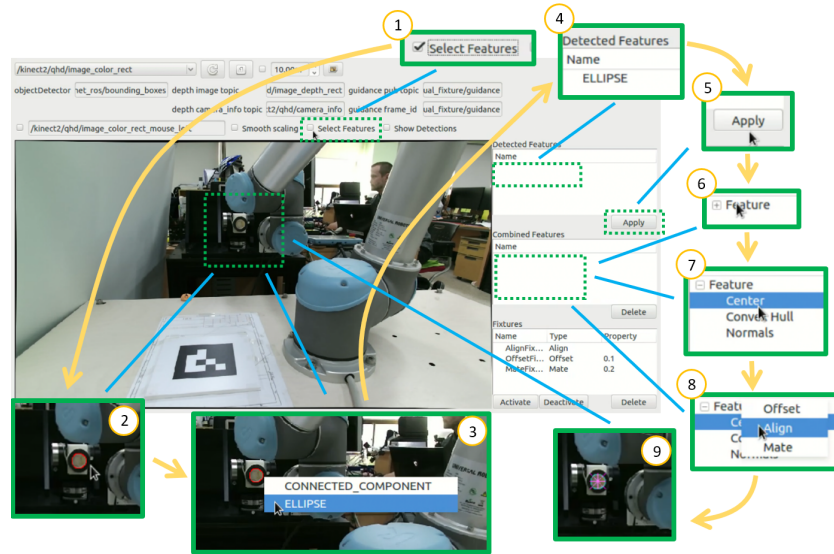 1
Select Features
4
Detected Features
Name
ELLIPSE
/kinect2/qhd/image_color_rect
10.00
objectDetector
net_ros/bounding_boxes
depth image topic
d/image_depth_rect
guidance pub topic
ual_fixture/guidance
depth camera_info topic
t2/qhd/camera_info
guidance frame_id
ual_fixture/guidance
/kinect2/qhd/image_color_rect_mouse_left
Smooth scaling
Select Features
Show Detections
5
Apply
Detected Features
Name
6
Feature
Apply
Combined Features
Name
7
Feature
Center
Convex Hull
Normals
Delete
Fixtures
Name Type Property
AlignFix... Align
OffsetFi... Offset 0.1
MateFix... Mate 0.2
Activate Deactivate Delete
8
Offset
Align
Mate
2
3
CONNECTED_COMPONENT
ELLIPSE
9